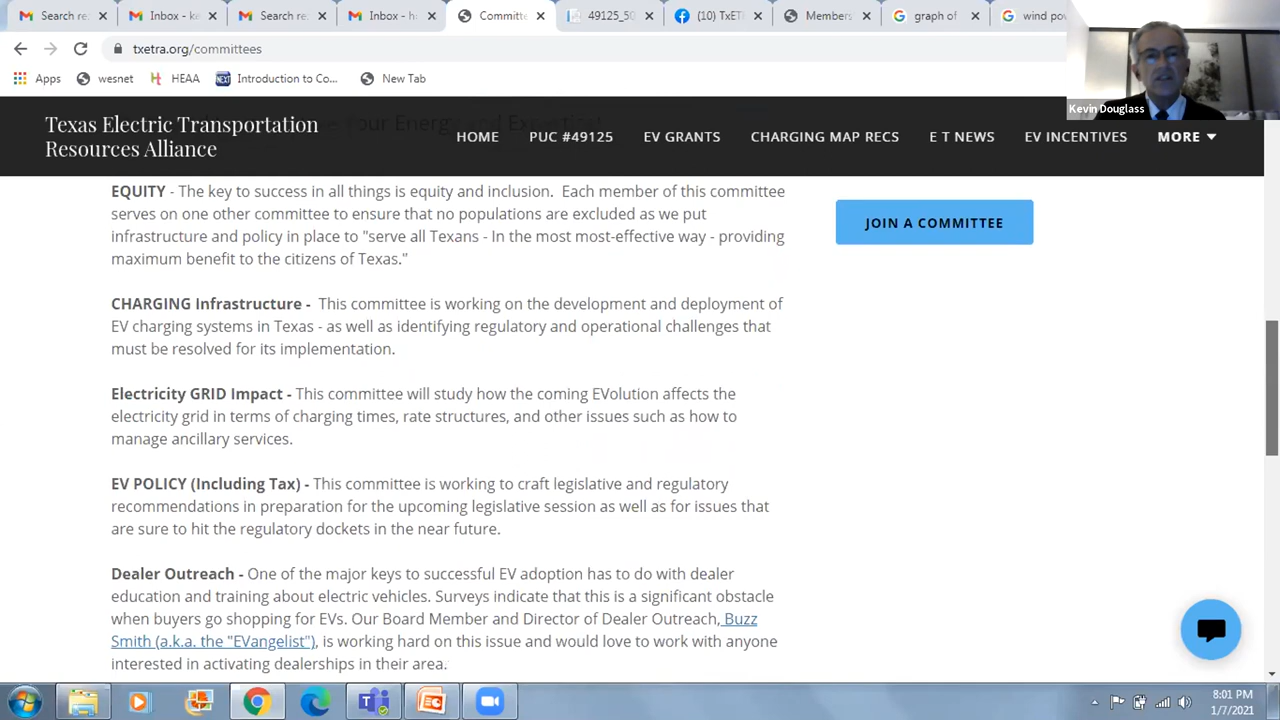 Search re
Inbox - ke
Search re
Inbox - h
Committe
49125_50
(10) TxET
Members
graph of
wind pov
txetra.org/committees
Apps
wesnet
HEAA
Introduction to Co...
New Tab
Kevin Douglass
Texas Electric Transportation
Resources Alliance
HOME
PUC #49125
EV GRANTS
CHARGING MAP RECS
E T NEWS
EV INCENTIVES
MORE
EQUITY - The key to success in all things is equity and inclusion. Each member of this committee
serves on one other committee to ensure that no populations are excluded as we put
infrastructure and policy in place to "serve all Texans - In the most most-effective way - providing
maximum benefit to the citizens of Texas."
JOIN A COMMITTEE
CHARGING Infrastructure - This committee is working on the development and deployment of
EV charging systems in Texas - as well as identifying regulatory and operational challenges that
must be resolved for its implementation.
Electricity GRID Impact - This committee will study how the coming EVolution affects the
electricity grid in terms of charging times, rate structures, and other issues such as how to
manage ancillary services.
EV POLICY (Including Tax) - This committee is working to craft legislative and regulatory
recommendations in preparation for the upcoming legislative session as well as for issues that
are sure to hit the regulatory dockets in the near future.
Dealer Outreach - One of the major keys to successful EV adoption has to do with dealer
education and training about electric vehicles. Surveys indicate that this is a significant obstacle
when buyers go shopping for EVs. Our Board Member and Director of Dealer Outreach, Buzz
Smith (a.k.a. the "EVangelist"), is working hard on this issue and would love to work with anyone
interested in activating dealerships in their area.
8:01 PM
1/7/2021